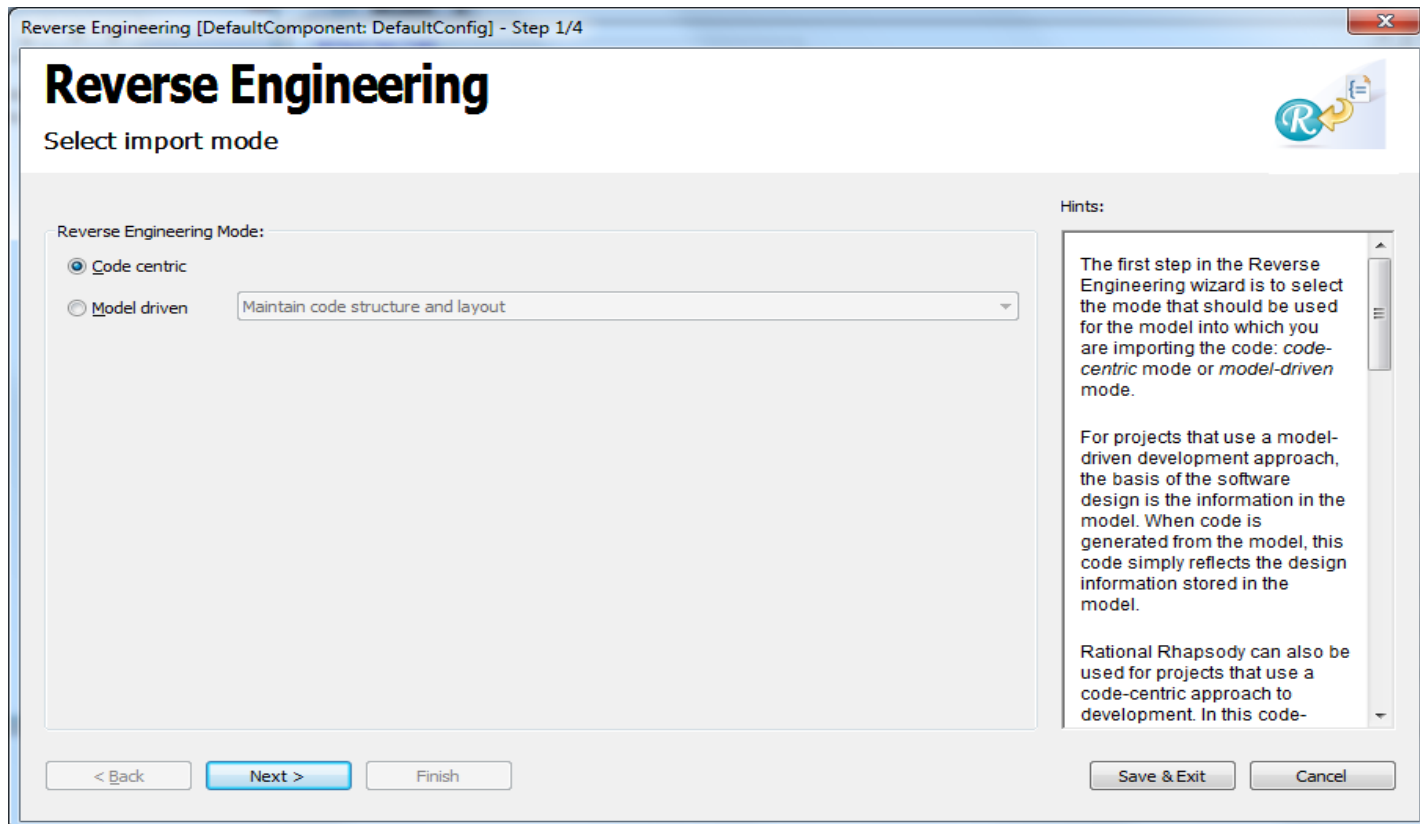 Reverse Engineering [DefaultComponent: DefaultConfig] - Step 1/4
Reverse Engineering
Select import mode
R
{=
Reverse Engineering Mode:
Code centric
Model driven
Maintain code structure and layout
Hints:
The first step in the Reverse
Engineering wizard is to select
the mode that should be used
for the model into which you
are importing the code: code-
centric mode or model-driven
mode.
For projects that use a model-
driven development approach,
the basis of the software
design is the information in the
model. When code is
generated from the model, this
code simply reflects the design
information stored in the
model.
Rational Rhapsody can also be
used for projects that use a
code-centric approach to
development. In this code-
< Back
Next >
Finish
Save & Exit
Cancel